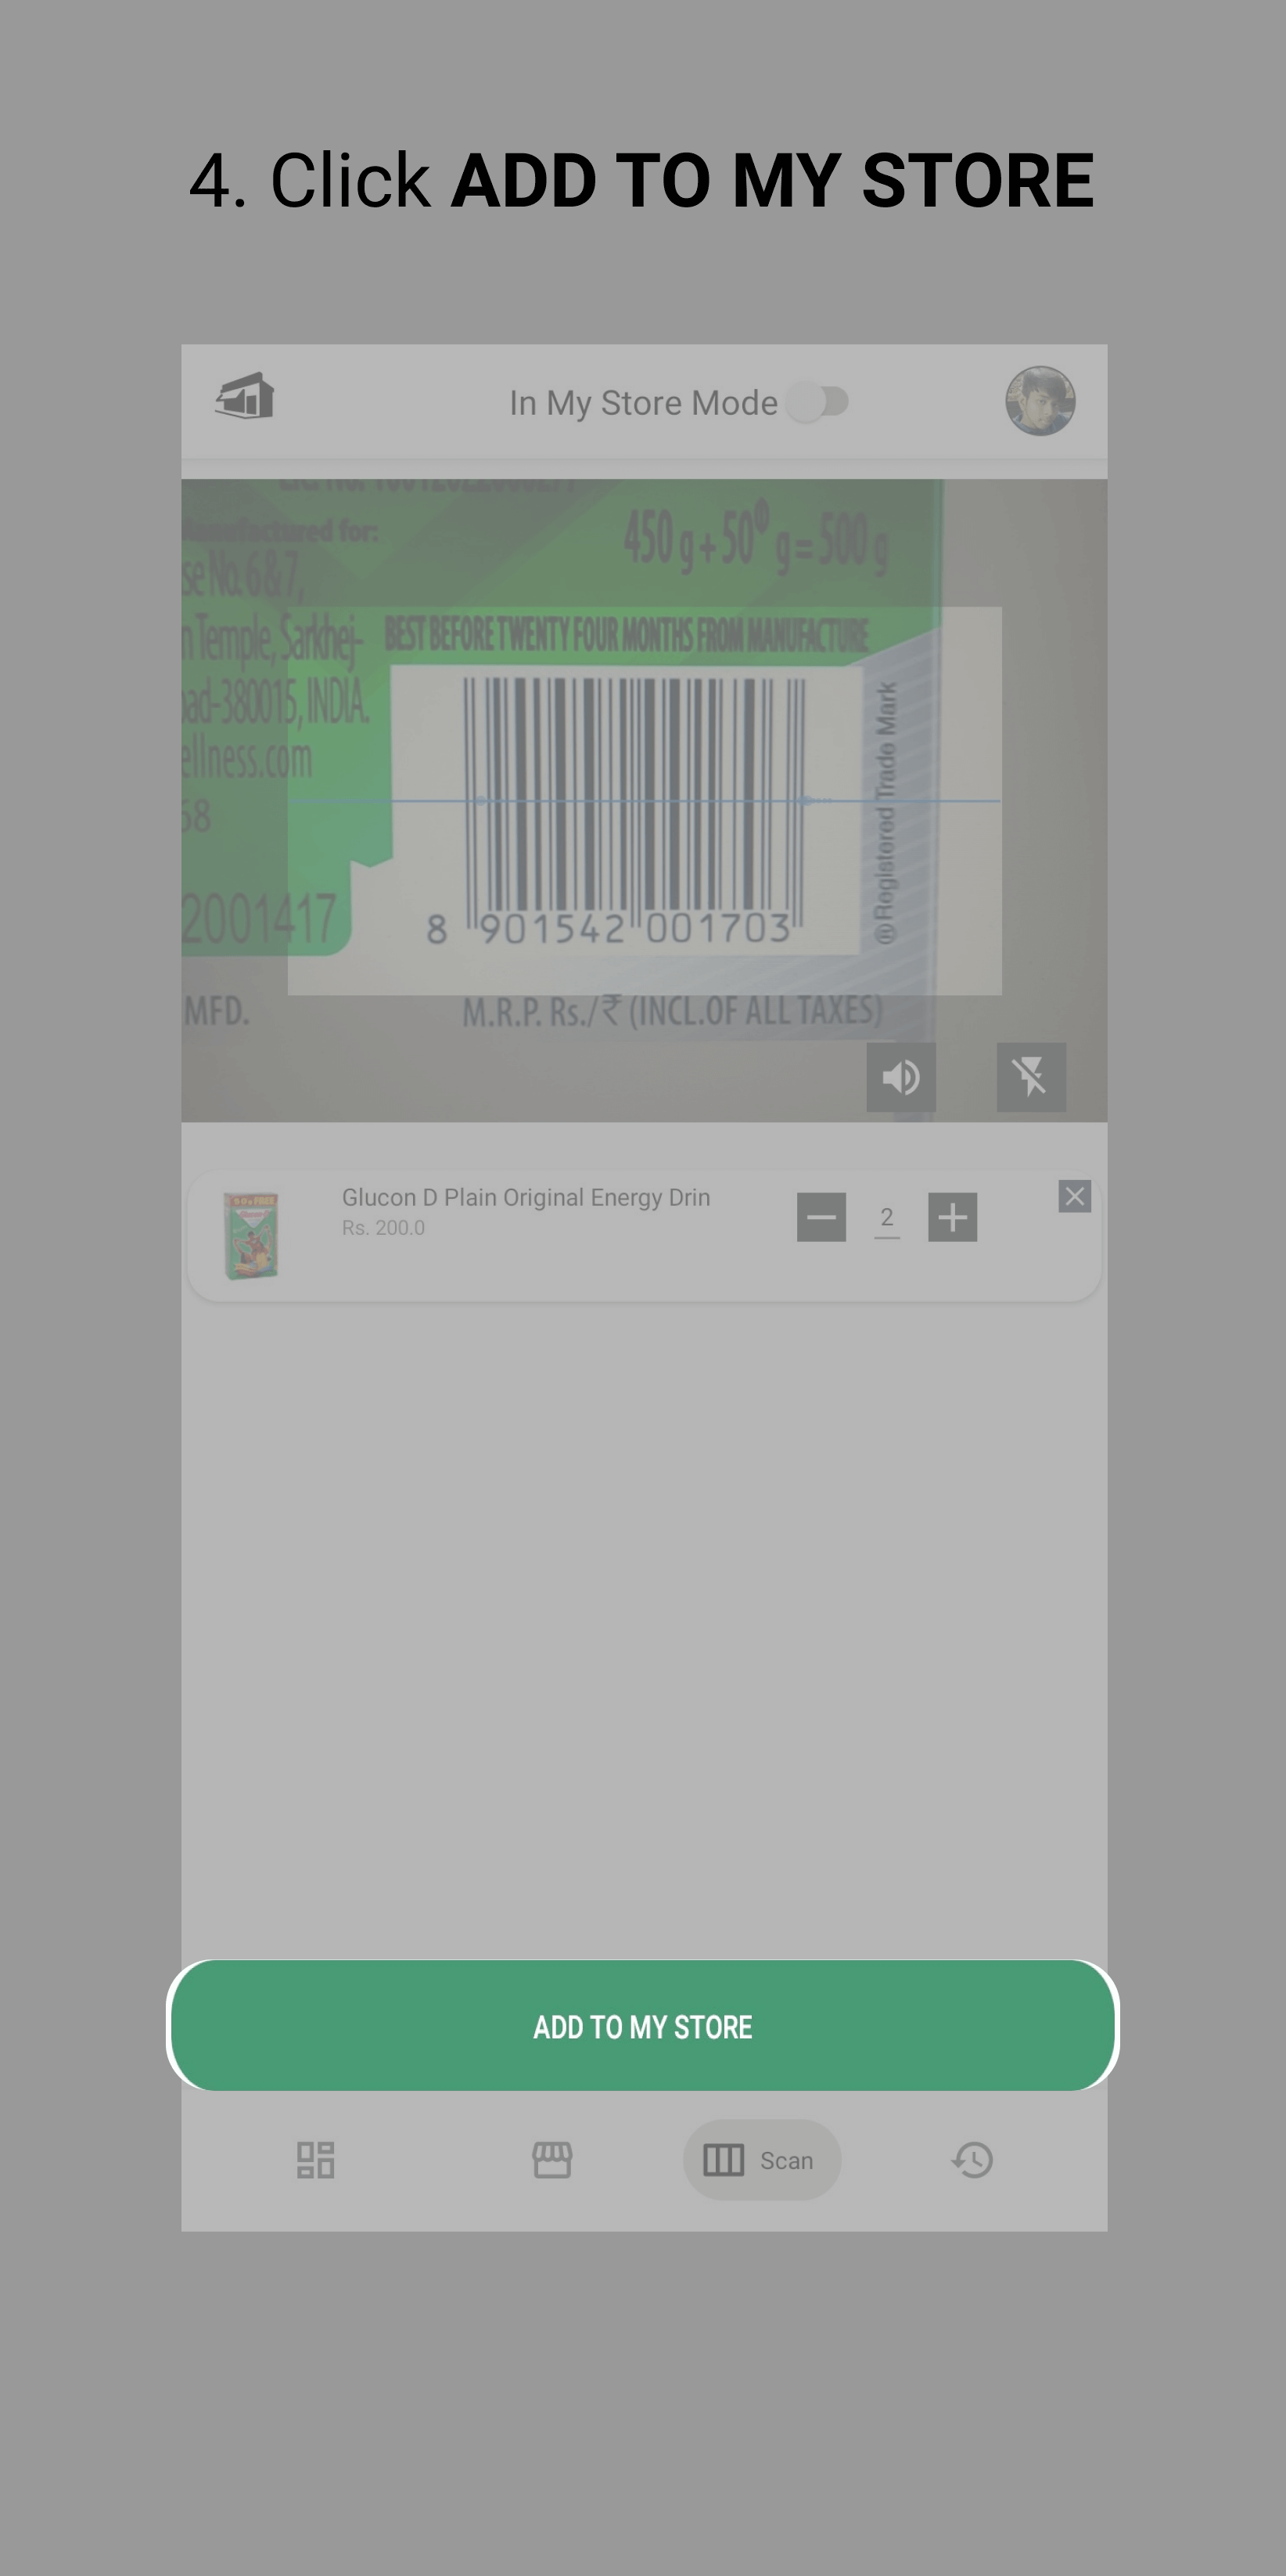 4. Click ADD TO MY STORE
In My Store Mode
Manufactured for:
450 g + 50 g = 500 g
se No. 6 & 7,
n Temple, Sarkhej-
BEST BEFORE TWENTY FOUR MONTHS FROM MANUFACTURE
ad-380015, INDIA.
ellness.com
68
®Registered Trade Mark
2001417
8 901542 001703
MFD.
M.R.P. Rs./₹ (INCL.OF ALL TAXES)
Glucon D Plain Original Energy Drin
Rs. 200.0
2
ADD TO MY STORE
Scan